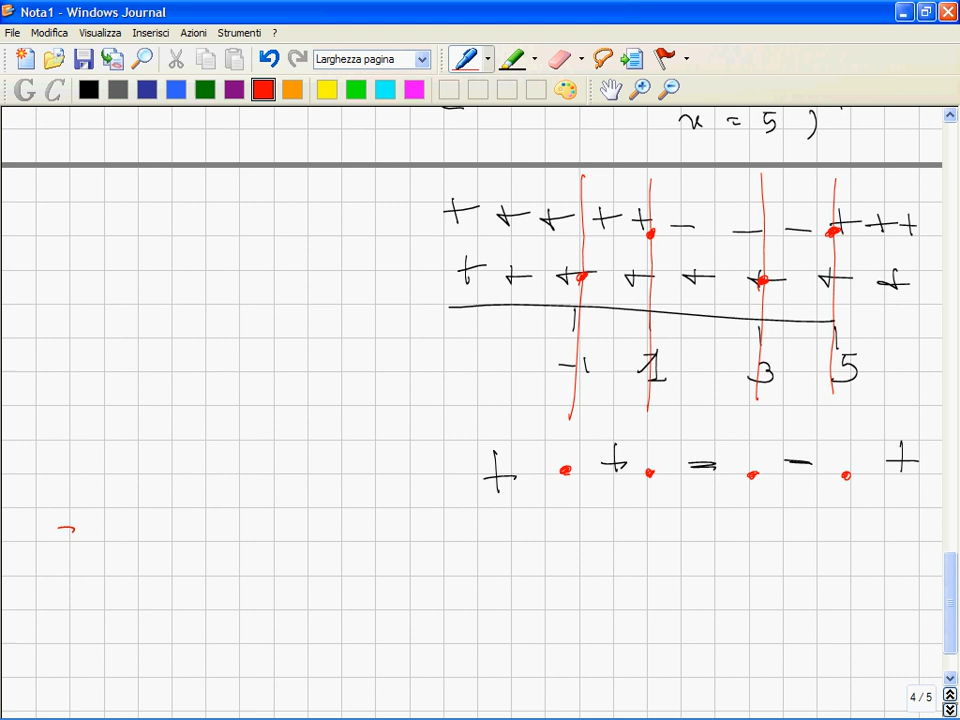 Nota1 - Windows Journal
File Modifica Visualizza Inserisci Azioni Strumenti ?
Larghezza pagina
G C
x = 5 )
+ + + + + - - - + + +
+ + + + + + + +
-1 1 3 5
+ • + • = • - • +
4 / 5